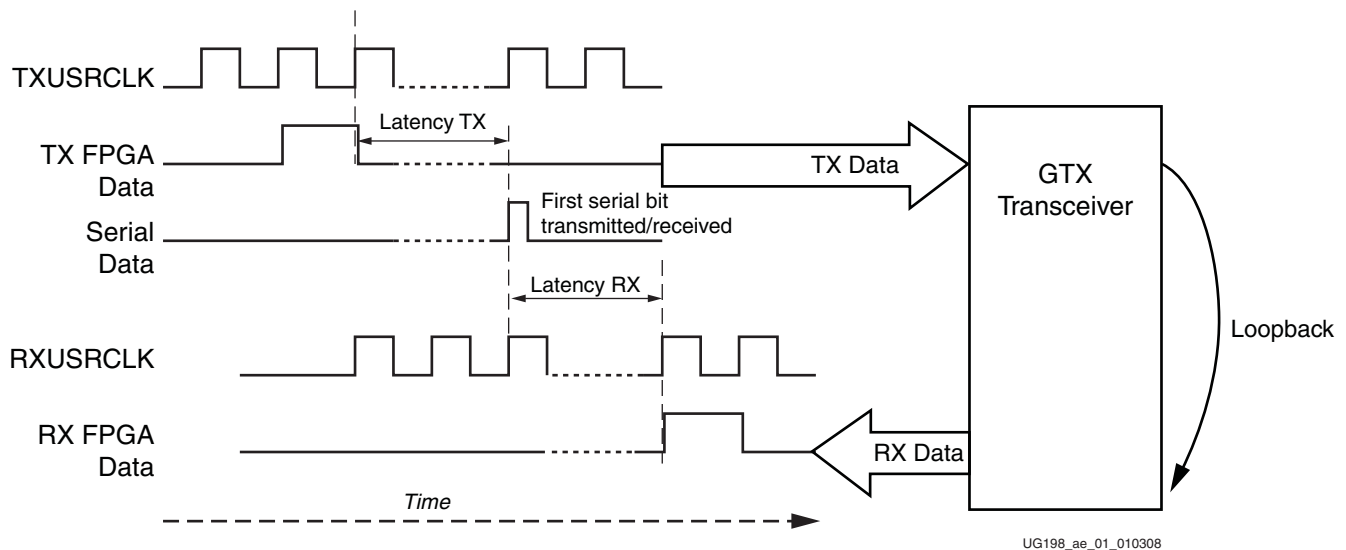 TXUSRCLK
Latency TX
TX FPGA
Data
TX Data
GTX
Transceiver
First serial bit
transmitted/received
Serial
Data
Latency RX
Loopback
RXUSRCLK
RX FPGA
Data
RX Data
Time
UG198_ae_01_010308